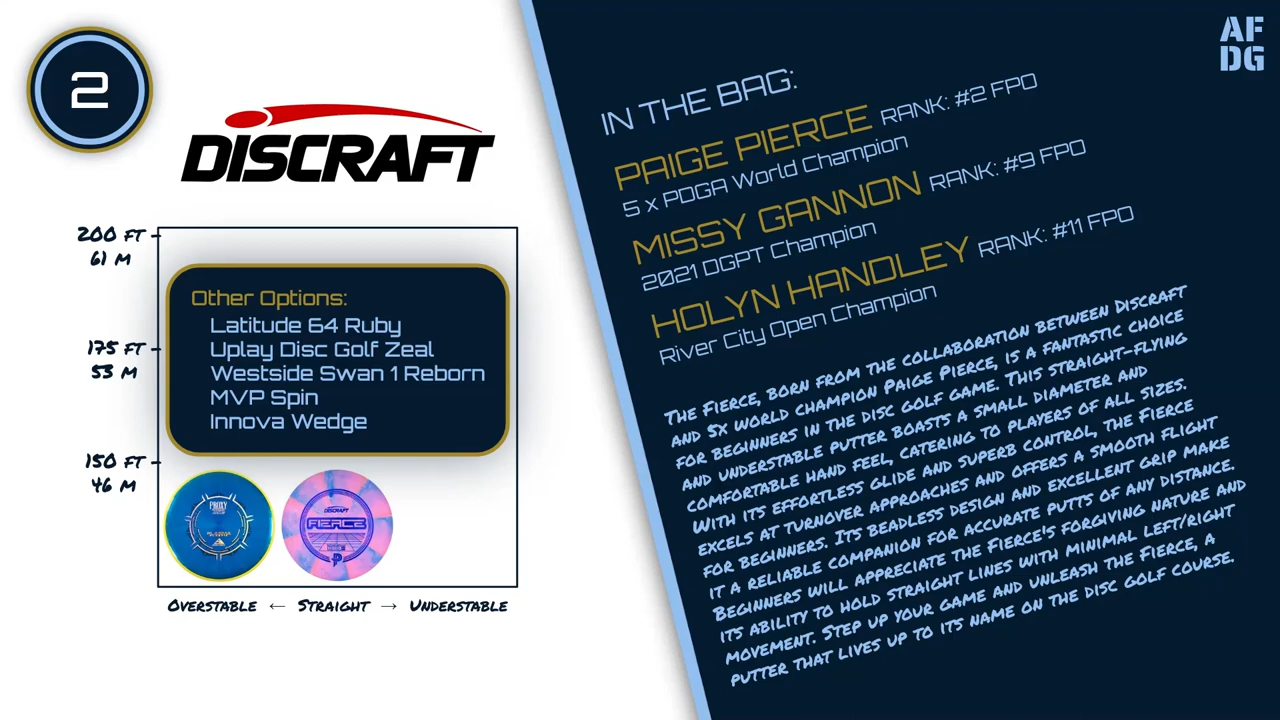 2
DISCRAFT
200 FT
61 M
175 FT
53 M
150 FT
46 M
Other Options:
Latitude 64 Ruby
Uplay Disc Golf Zeal
Westside Swan 1 Reborn
MVP Spin
Innova Wedge
PROXY
DISCRAFT
FIERCE
OVERSTABLE ← STRAIGHT → UNDERSTABLE
AF
DG
IN THE BAG:
PAIGE PIERCE RANK: #2 FPO
5 x PDGA World Champion
MISSY GANNON RANK: #9 FPO
2021 DGPT Champion
HOLYN HANDLEY RANK: #11 FPO
River City Open Champion
THE FIERCE, BORN FROM THE COLLABORATION BETWEEN DISCRAFT
AND 5X WORLD CHAMPION PAIGE PIERCE, IS A FANTASTIC CHOICE
FOR BEGINNERS IN THE DISC GOLF GAME. THIS STRAIGHT-FLYING
AND UNDERSTABLE PUTTER BOASTS A SMALL DIAMETER AND
COMFORTABLE HAND FEEL, CATERING TO PLAYERS OF ALL SIZES.
WITH ITS EFFORTLESS GLIDE AND SUPERB CONTROL, THE FIERCE
EXCELS AT TURNOVER APPROACHES AND OFFERS A SMOOTH FLIGHT
FOR BEGINNERS. ITS BEADLESS DESIGN AND EXCELLENT GRIP MAKE
IT A RELIABLE COMPANION FOR ACCURATE PUTTS OF ANY DISTANCE.
BEGINNERS WILL APPRECIATE THE FIERCE'S FORGIVING NATURE AND
ITS ABILITY TO HOLD STRAIGHT LINES WITH MINIMAL LEFT/RIGHT
MOVEMENT. STEP UP YOUR GAME AND UNLEASH THE FIERCE, A
PUTTER THAT LIVES UP TO ITS NAME ON THE DISC GOLF COURSE.